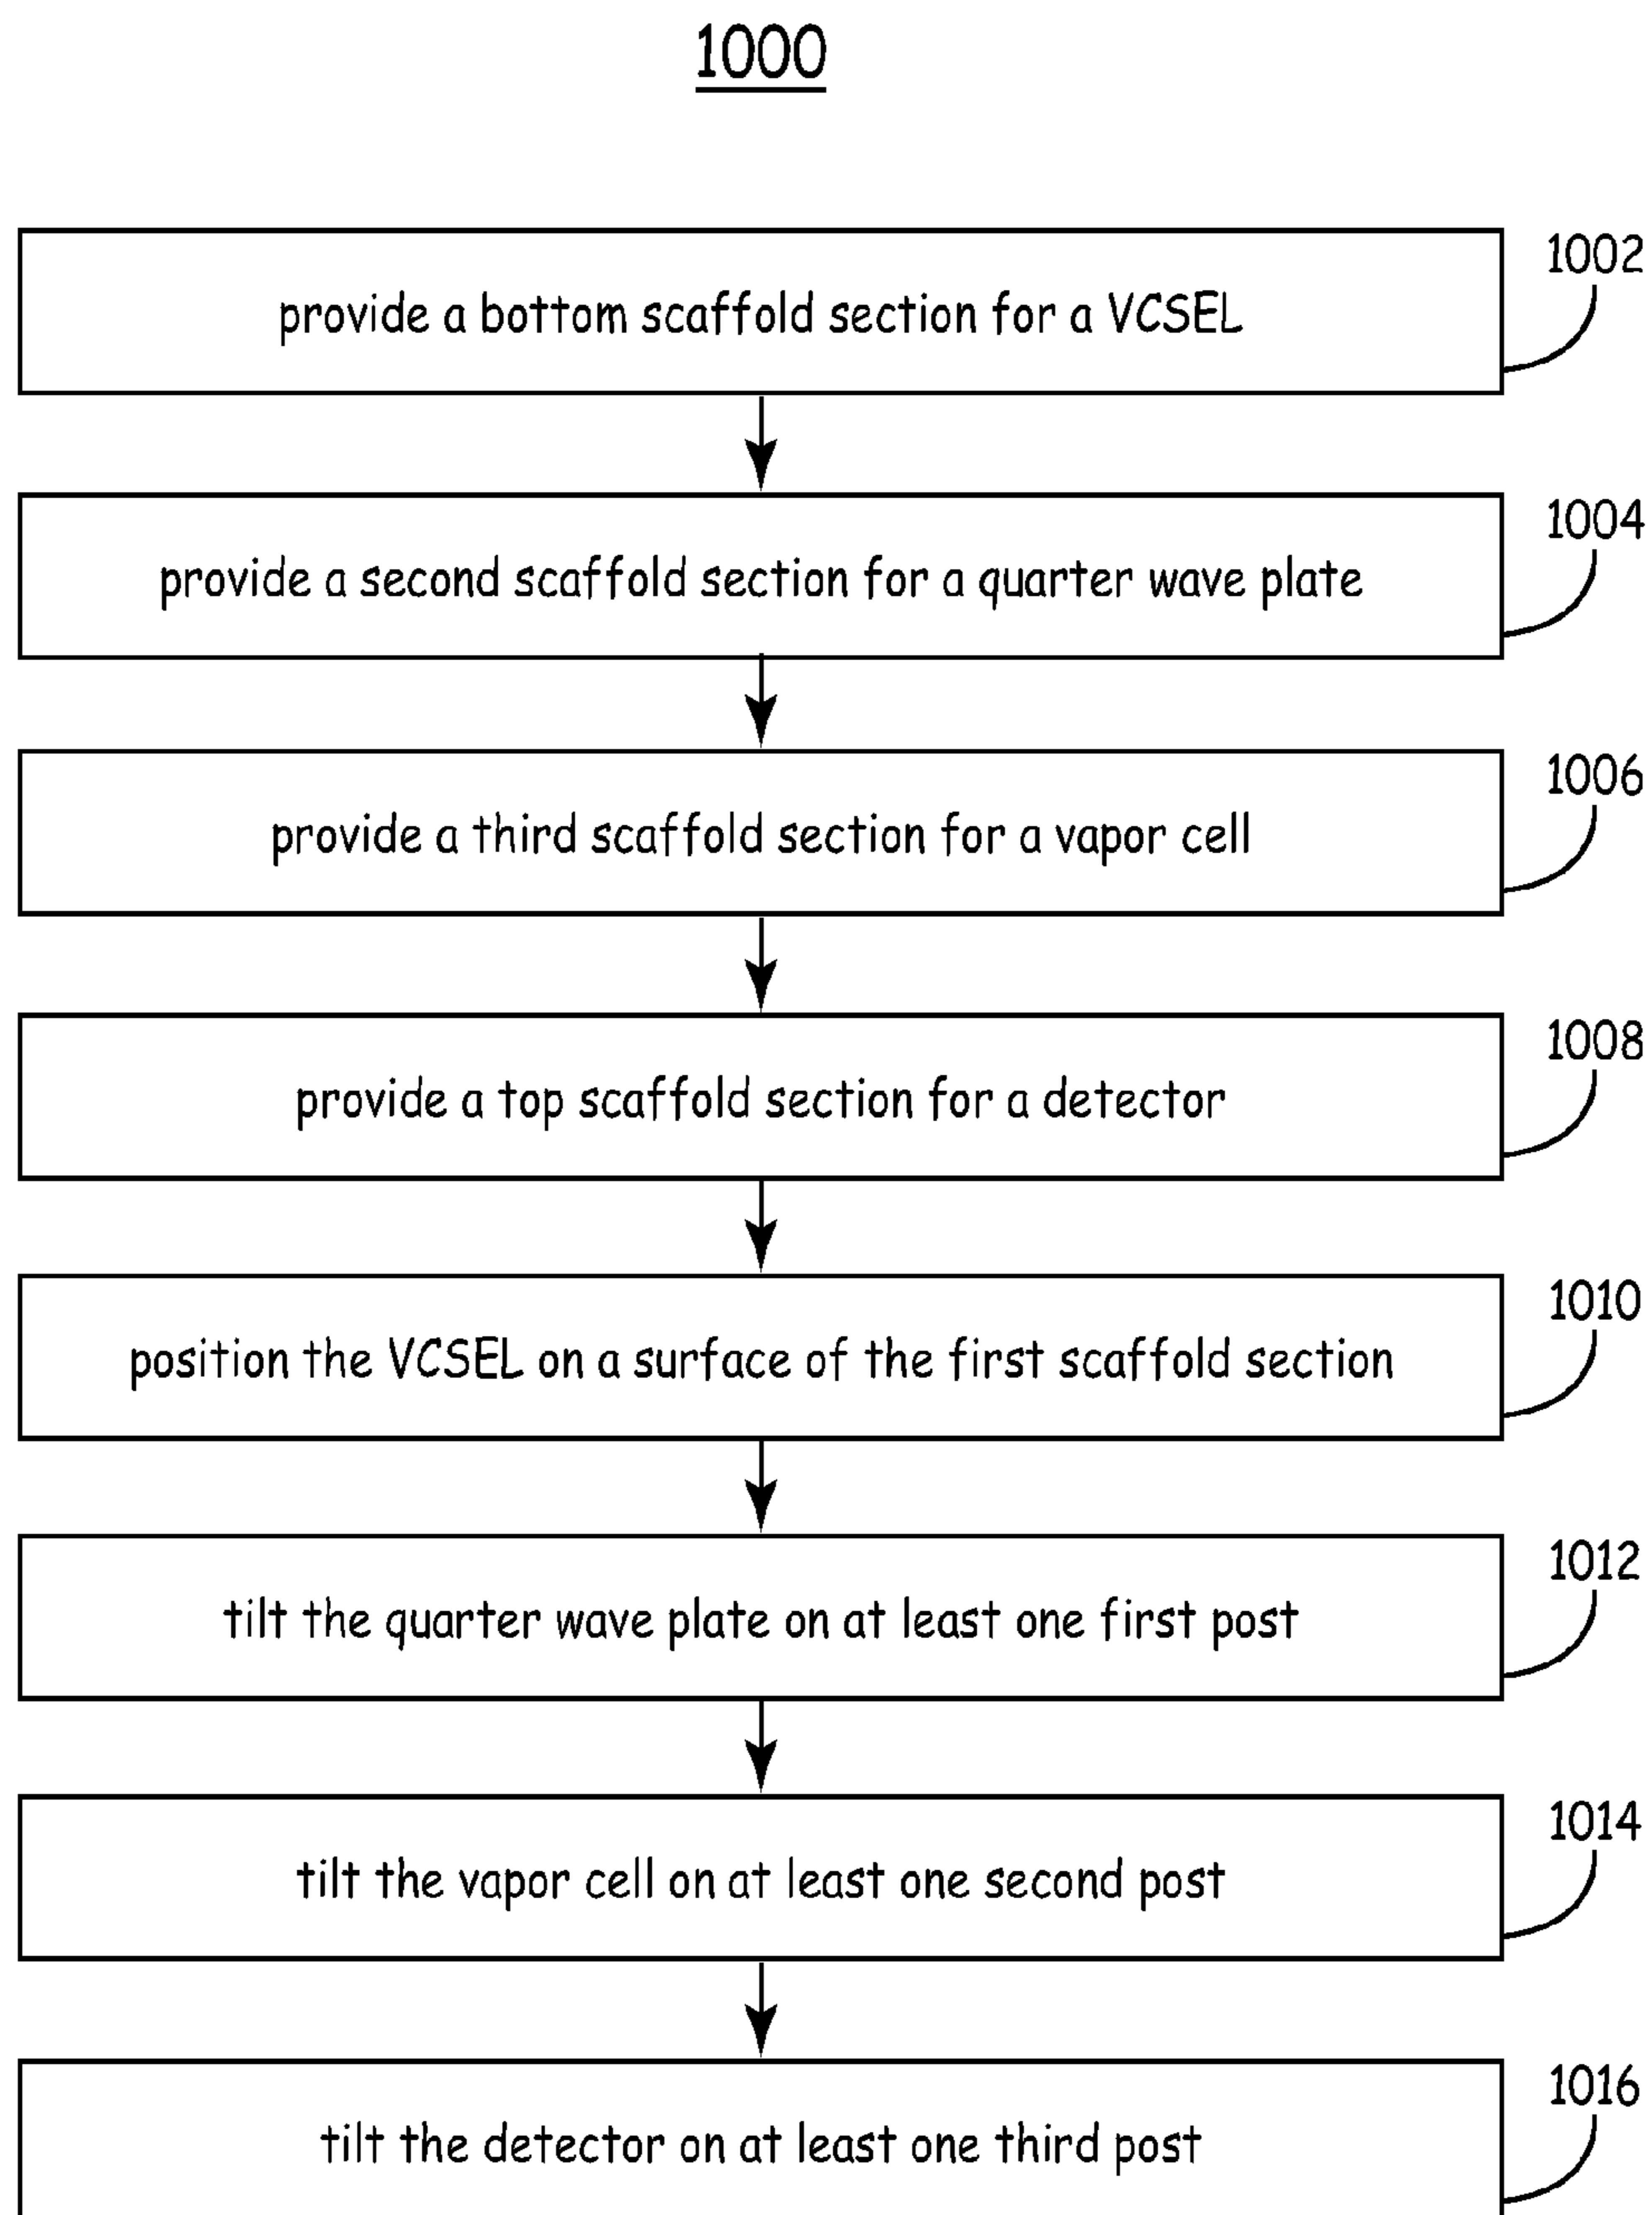 1000
1002
provide a bottom scaffold section for a VCSEL
1004
provide a second scaffold section for a quarter wave plate
1006
provide a third scaffold section for a vapor cell
1008
provide a top scaffold section for a detector
1010
position the VCSEL on a surface of the first scaffold section
1012
tilt the quarter wave plate on at least one first post
1014
tilt the vapor cell on at least one second post
1016
tilt the detector on at least one third post